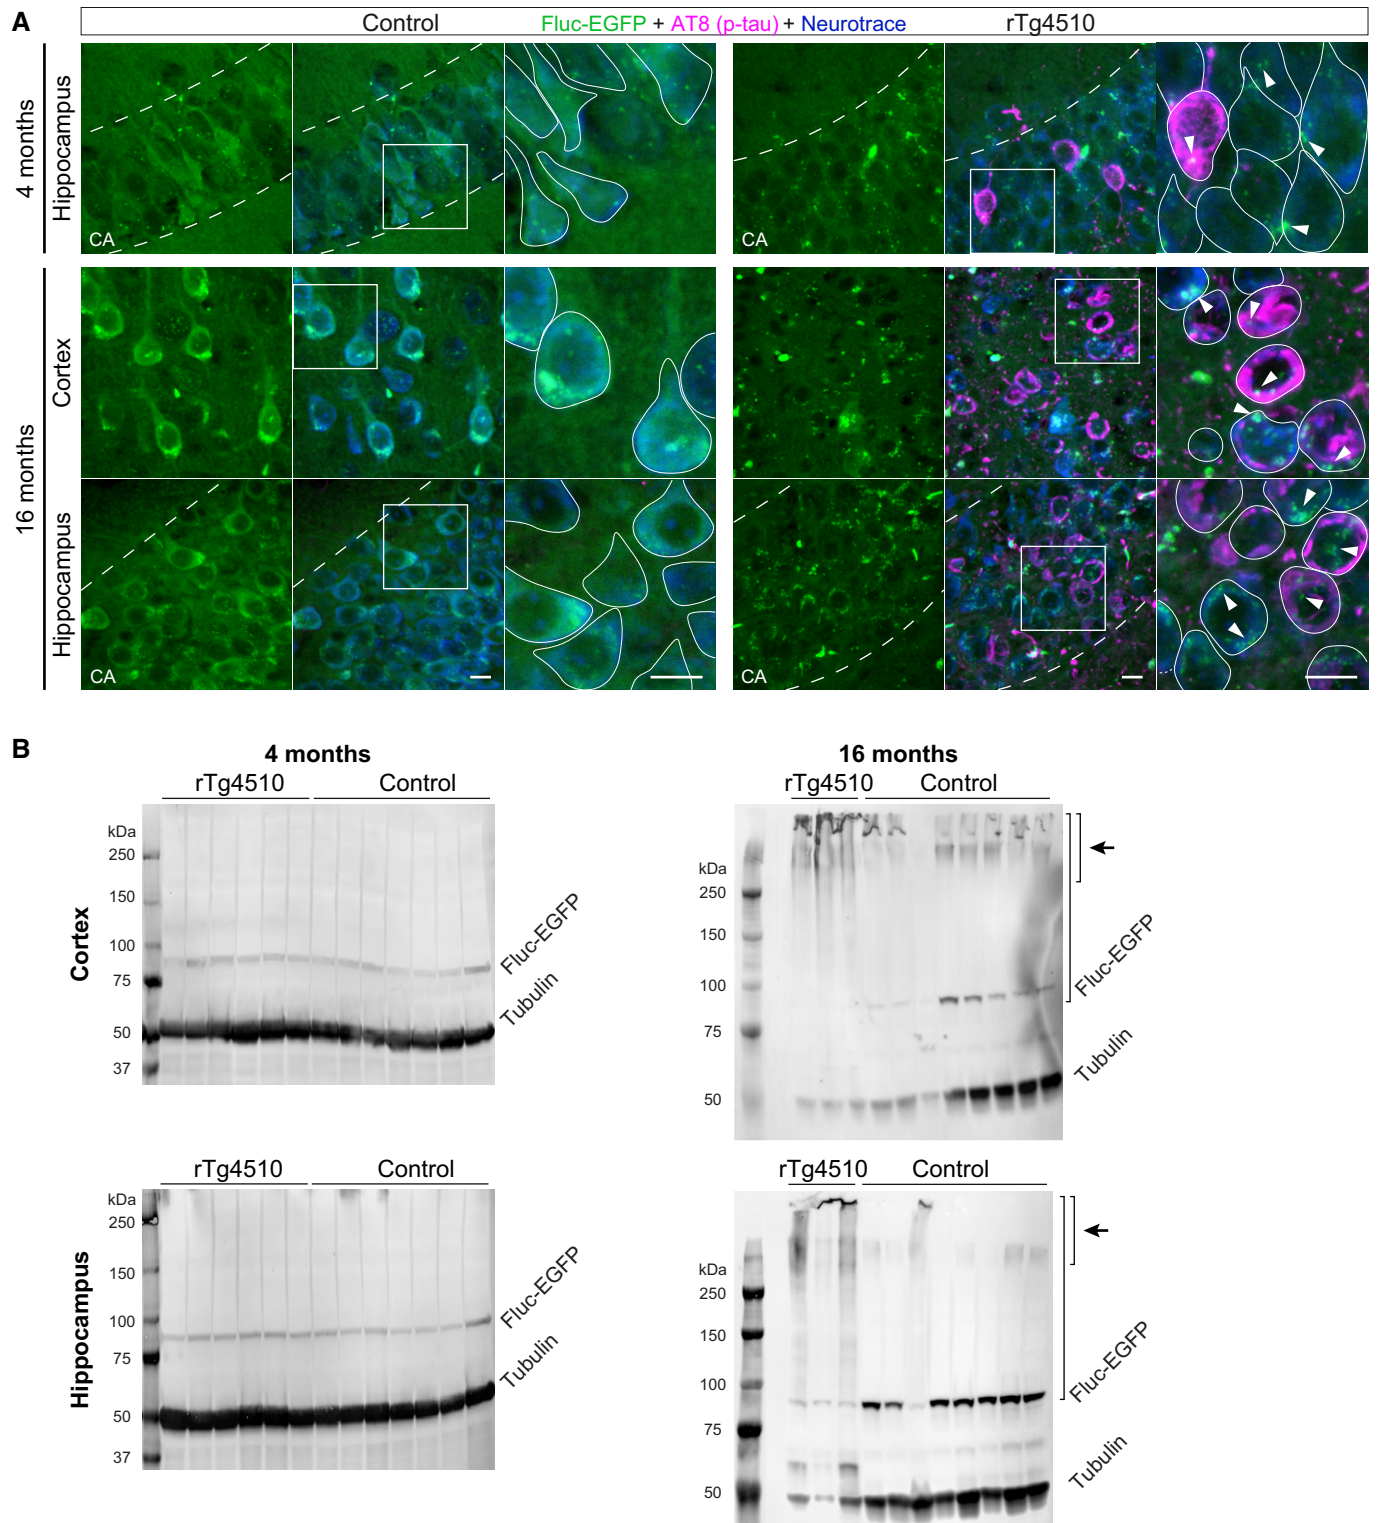 A
Control Fluc-EGFP + AT8 (p-tau) + Neurotrace rTg4510
4 months
Hippocampus
CA
CA
16 months
Cortex
Hippocampus
CA
CA
B
4 months
rTg4510 Control
kDa
250
150
100
75
50
37
Cortex
Fluc-EGFP
Tubulin
16 months
rTg4510 Control
kDa
250
150
100
75
50
Fluc-EGFP
Tubulin
rTg4510 Control
kDa
250
150
100
75
50
37
Hippocampus
Fluc-EGFP
Tubulin
rTg4510 Control
kDa
250
150
100
75
50
Fluc-EGFP
Tubulin